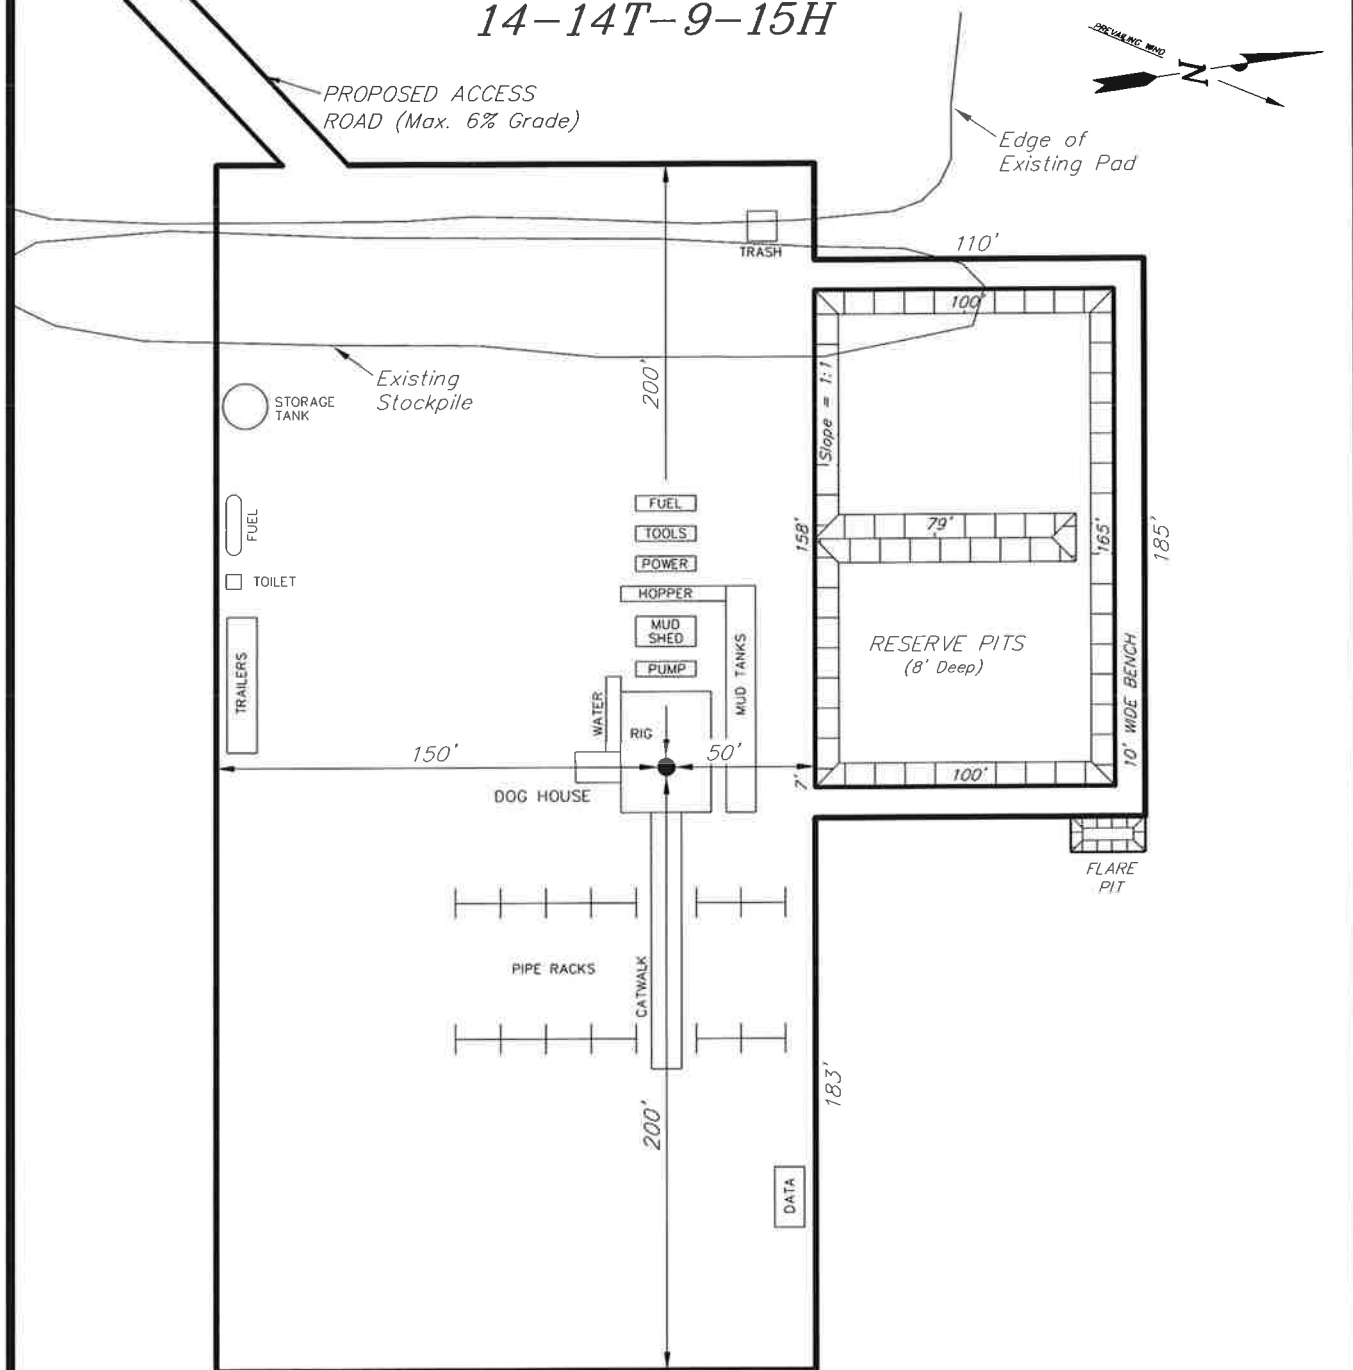 14-14T-9-15H
PREVAILING WIND
N
PROPOSED ACCESS
ROAD (Max. 6% Grade)
Edge of
Existing Pad
TRASH
110'
100'
Existing
Stockpile
200'
Slope = 1:1
STORAGE
TANK
FUEL
FUEL
TOOLS
79'
158'
165'
185'
POWER
TOILET
HOPPER
MUD
SHED
RESERVE PITS
(8' Deep)
TRAILERS
PUMP
MUD TANKS
WATER
RIG
10' WIDE BENCH
150'
50'
7'
100'
DOG HOUSE
FLARE
PIT
PIPE RACKS
CATWALK
183'
200'
DATA